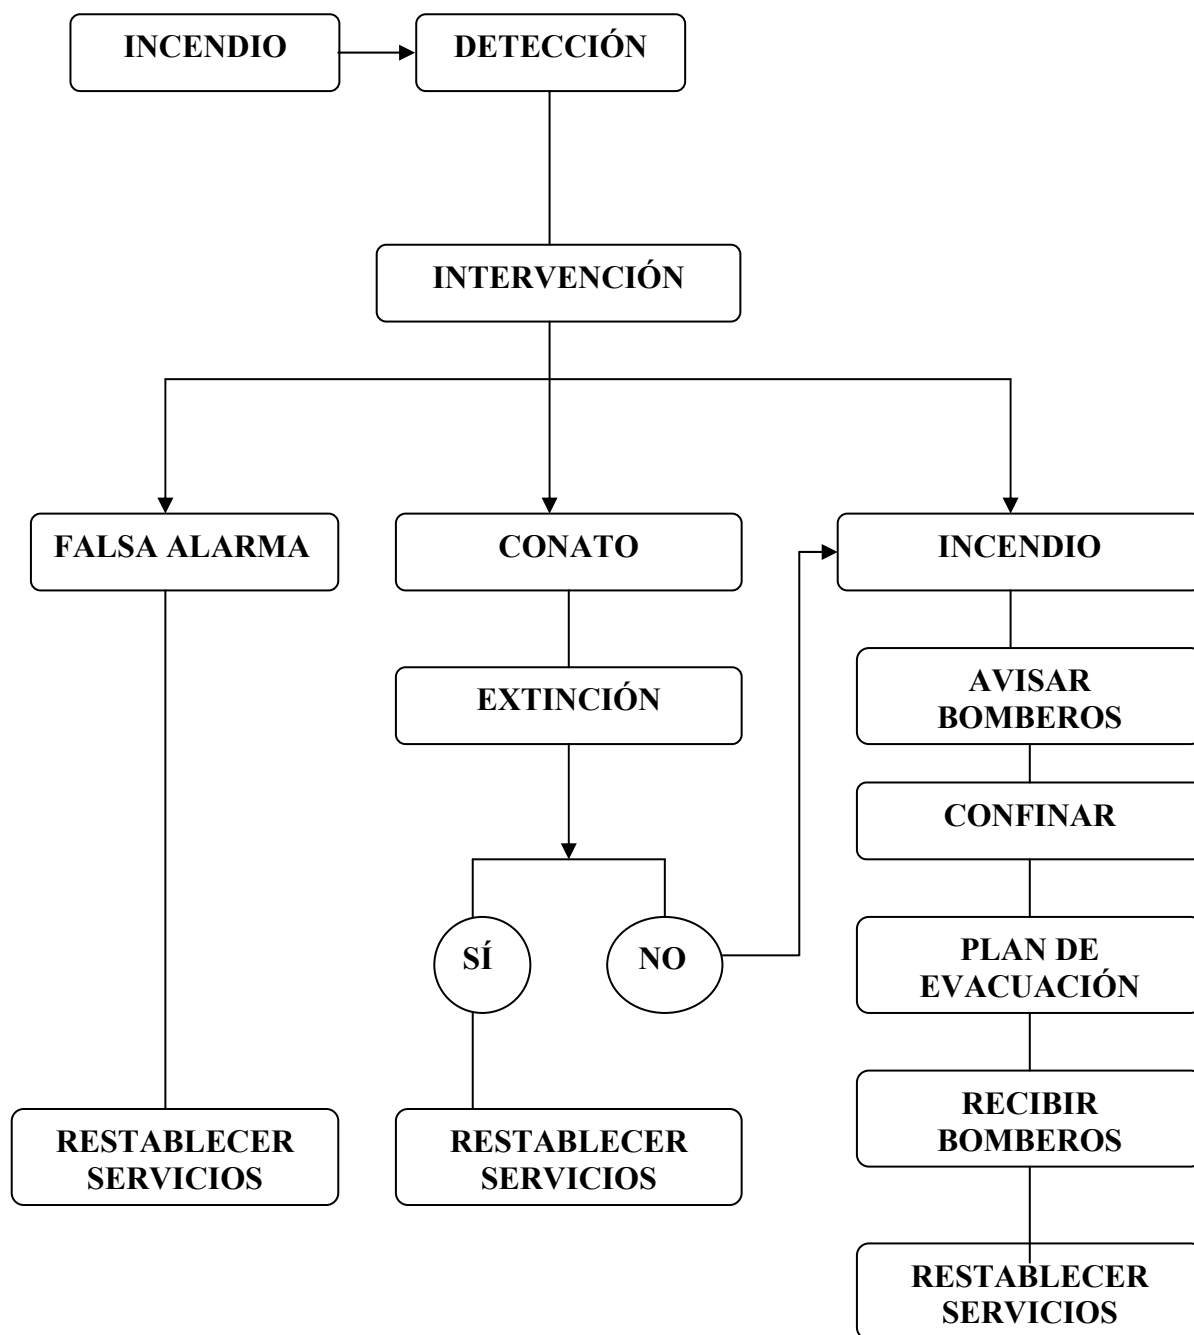 INCENDIO
DETECCIÓN
INTERVENCIÓN
FALSA ALARMA
CONATO
INCENDIO
EXTINCIÓN
AVISAR
BOMBEROS
CONFINAR
SÍ
NO
PLAN DE
EVACUACIÓN
RECIBIR
BOMBEROS
RESTABLECER
SERVICIOS
RESTABLECER
SERVICIOS
RESTABLECER
SERVICIOS